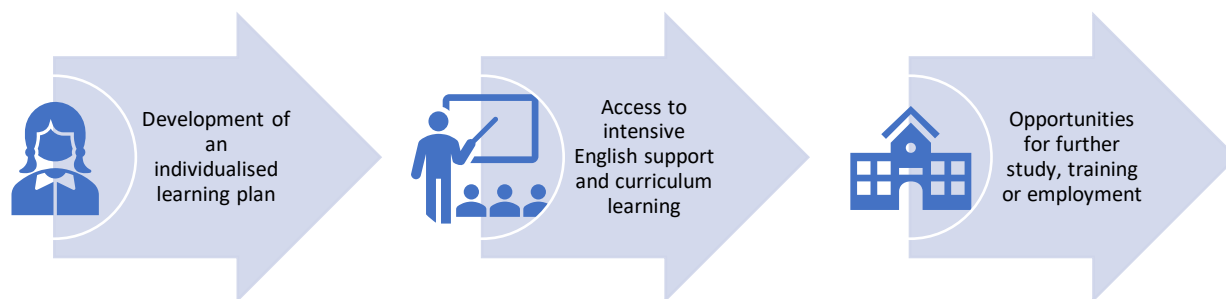 Development of
an
individualised
learning plan
Access to
intensive
English support
and curriculum
learning
Opportunities
for further
study, training
or employment